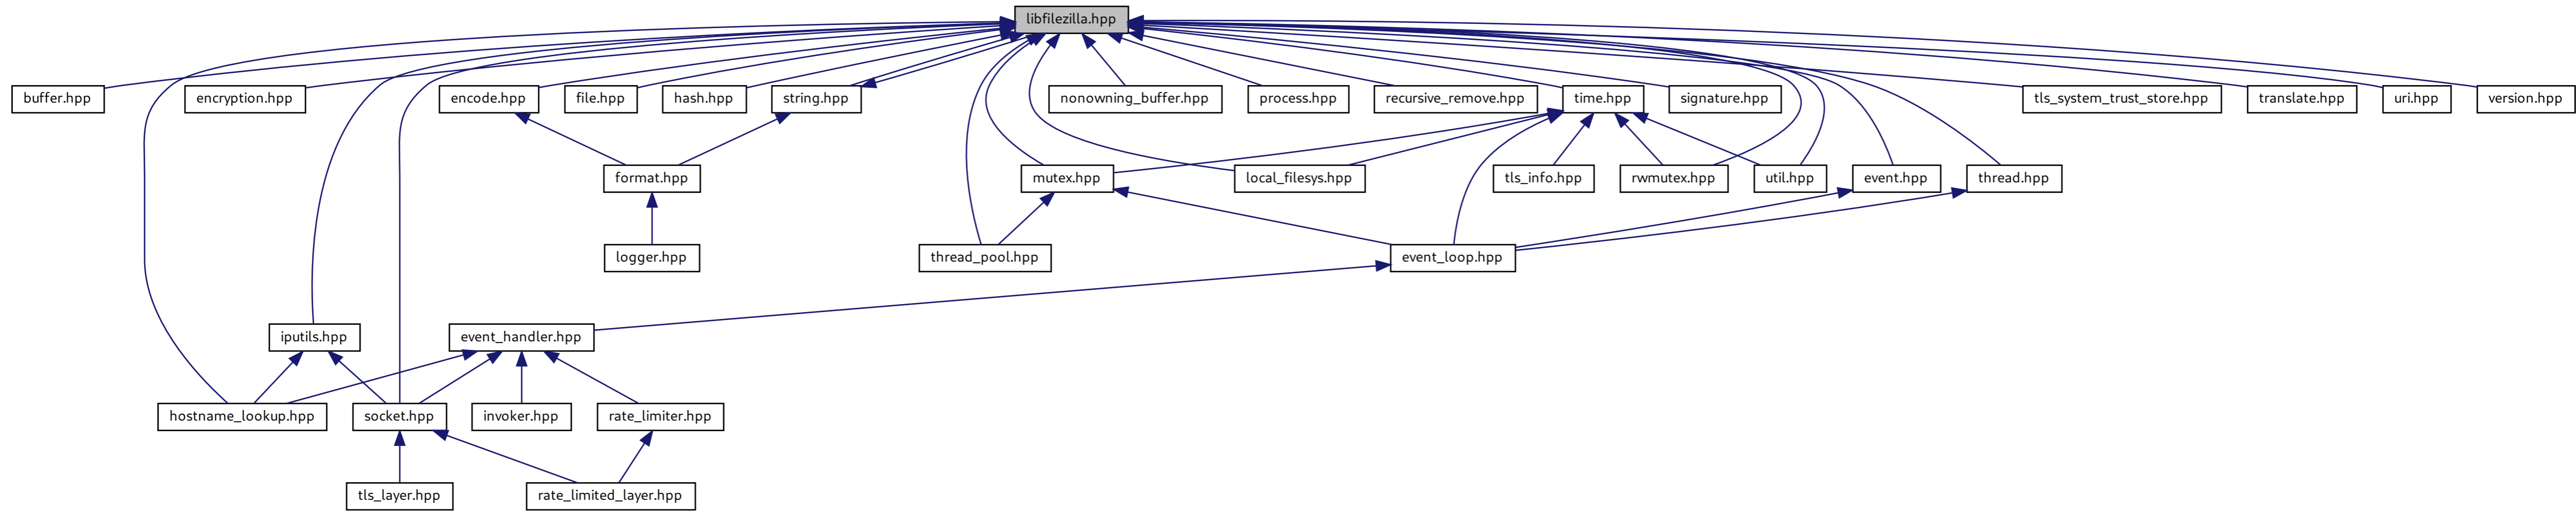 libfilezilla.hpp
buffer.hpp
encryption.hpp
encode.hpp
file.hpp
hash.hpp
string.hpp
nonowning_buffer.hpp
process.hpp
recursive_remove.hpp
time.hpp
signature.hpp
tls_system_trust_store.hpp
translate.hpp
uri.hpp
version.hpp
format.hpp
mutex.hpp
local_filesys.hpp
tls_info.hpp
rwmutex.hpp
util.hpp
event.hpp
thread.hpp
logger.hpp
thread_pool.hpp
event_loop.hpp
iputils.hpp
event_handler.hpp
hostname_lookup.hpp
socket.hpp
invoker.hpp
rate_limiter.hpp
tls_layer.hpp
rate_limited_layer.hpp